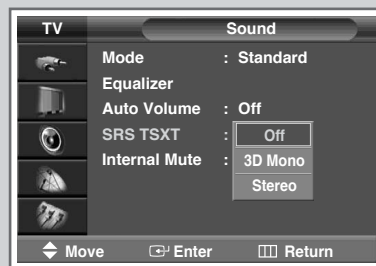 TV Sound
Mode : Standard
Equalizer
Auto Volume : Off
SRS TSXT : Off
Internal Mute : 3D Mono
Stereo
Move Enter Return